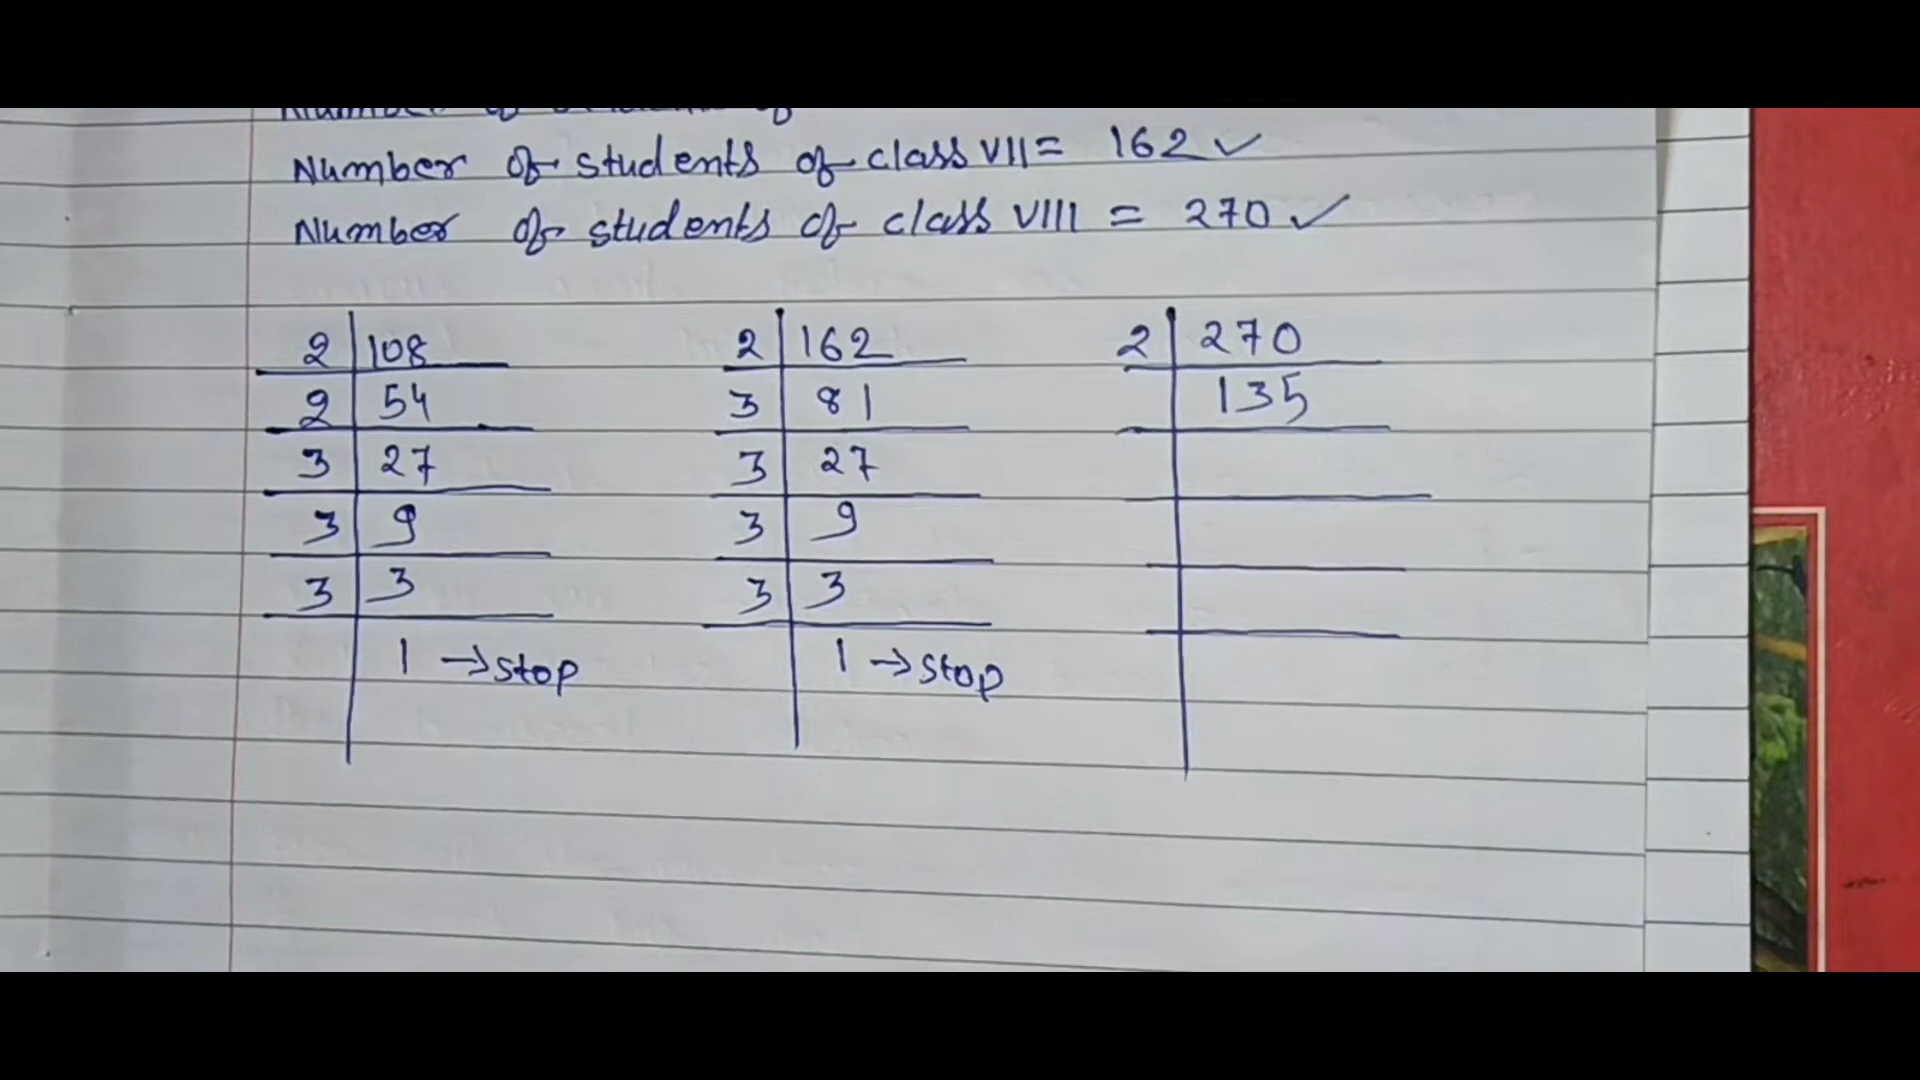 Number of students of class VII = 162 ✓
Number of students of class VIII = 270 ✓
2 108 2 162 2 270
2 54 3 81 135
3 27 3 27
3 9 3 9
3 3 3 3
1 → stop 1 → stop